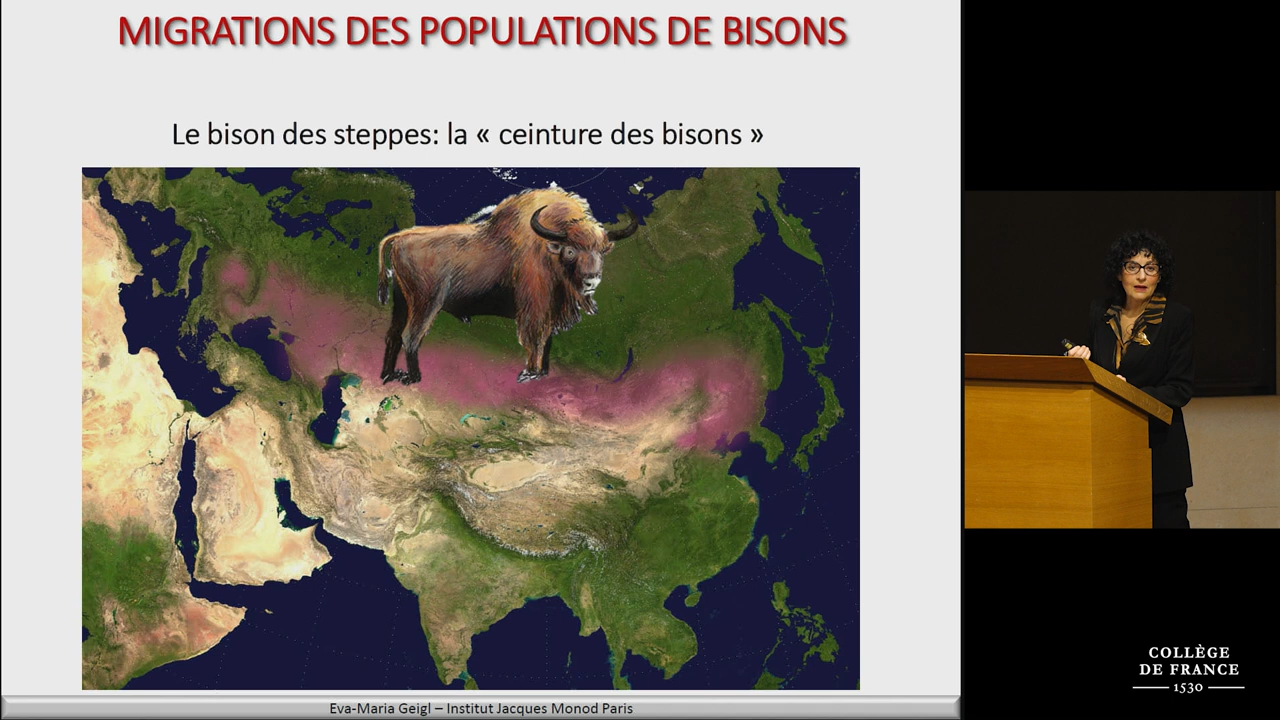 MIGRATIONS DES POPULATIONS DE BISONS
Le bison des steppes: la « ceinture des bisons »
Eva-Maria Geigl – Institut Jacques Monod Paris
COLLÈGE
DE FRANCE
1530